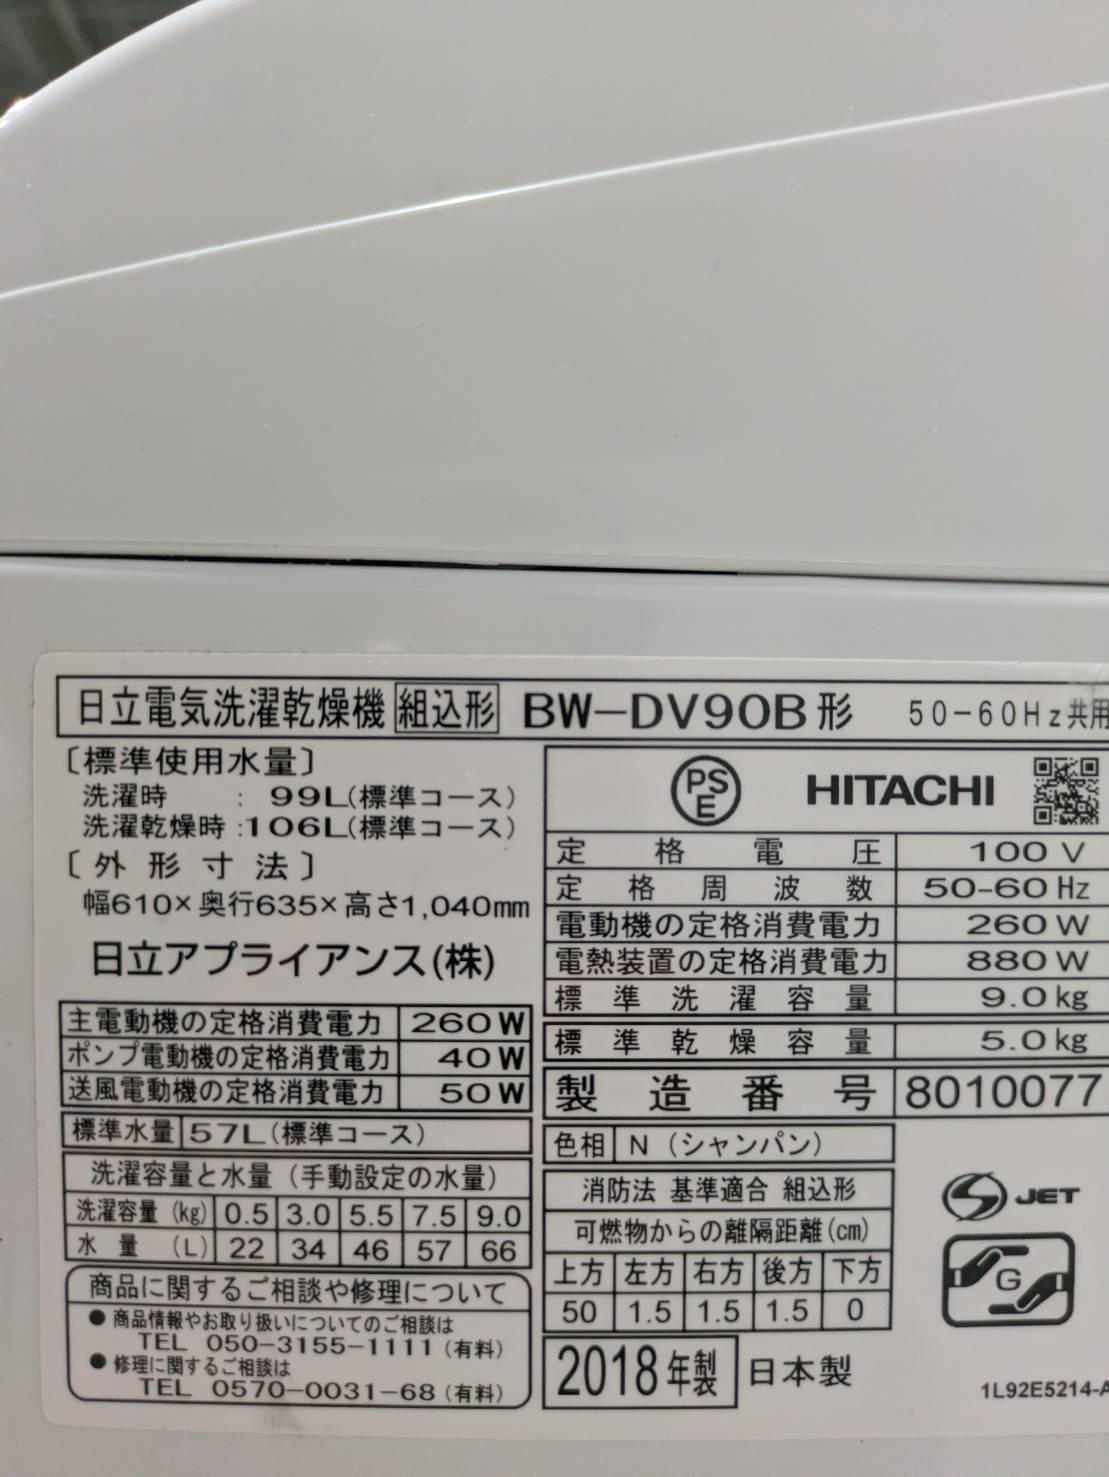 日立電気洗濯乾燥機 組込形 BW-DV90B形 50-60Hz共用
〔標準使用水量〕
洗濯時 : 99L(標準コース)
洗濯乾燥時:106L(標準コース)
〔外形寸法〕
幅610×奥行635×高さ1,040mm
日立アプライアンス(株)
主電動機の定格消費電力 260W
ポンプ電動機の定格消費電力 40W
送風電動機の定格消費電力 50W
標準水量 57L(標準コース)
洗濯容量と水量(手動設定の水量)
洗濯容量(kg) 0.5 3.0 5.5 7.5 9.0
水量(L) 22 34 46 57 66
商品に関するご相談や修理について
●商品情報やお取り扱いについてのご相談は
TEL 050-3155-1111(有料)
●修理に関するご相談は
TEL 0570-0031-68(有料)
PS
E
HITACHI
定格電圧 100V
定格周波数 50-60Hz
電動機の定格消費電力 260W
電熱装置の定格消費電力 880W
標準洗濯容量 9.0kg
標準乾燥容量 5.0kg
製造番号 8010077
色相 N(シャンパン)
消防法 基準適合 組込形
可燃物からの離隔距離(cm)
上方 左方 右方 後方 下方
50 1.5 1.5 1.5 0
2018年製 日本製
JET
G
1L92E5214-A